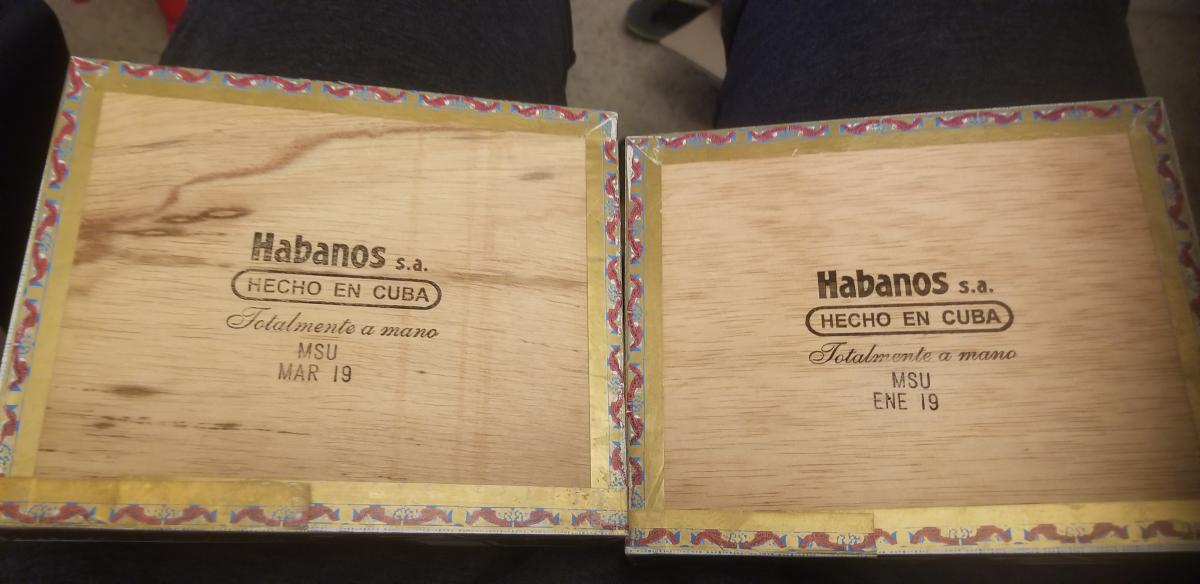 Habanos s.a.
HECHO EN CUBA
Totalmente a mano
MSU
MAR 19
Habanos s.a.
HECHO EN CUBA
Totalmente a mano
MSU
ENE 19